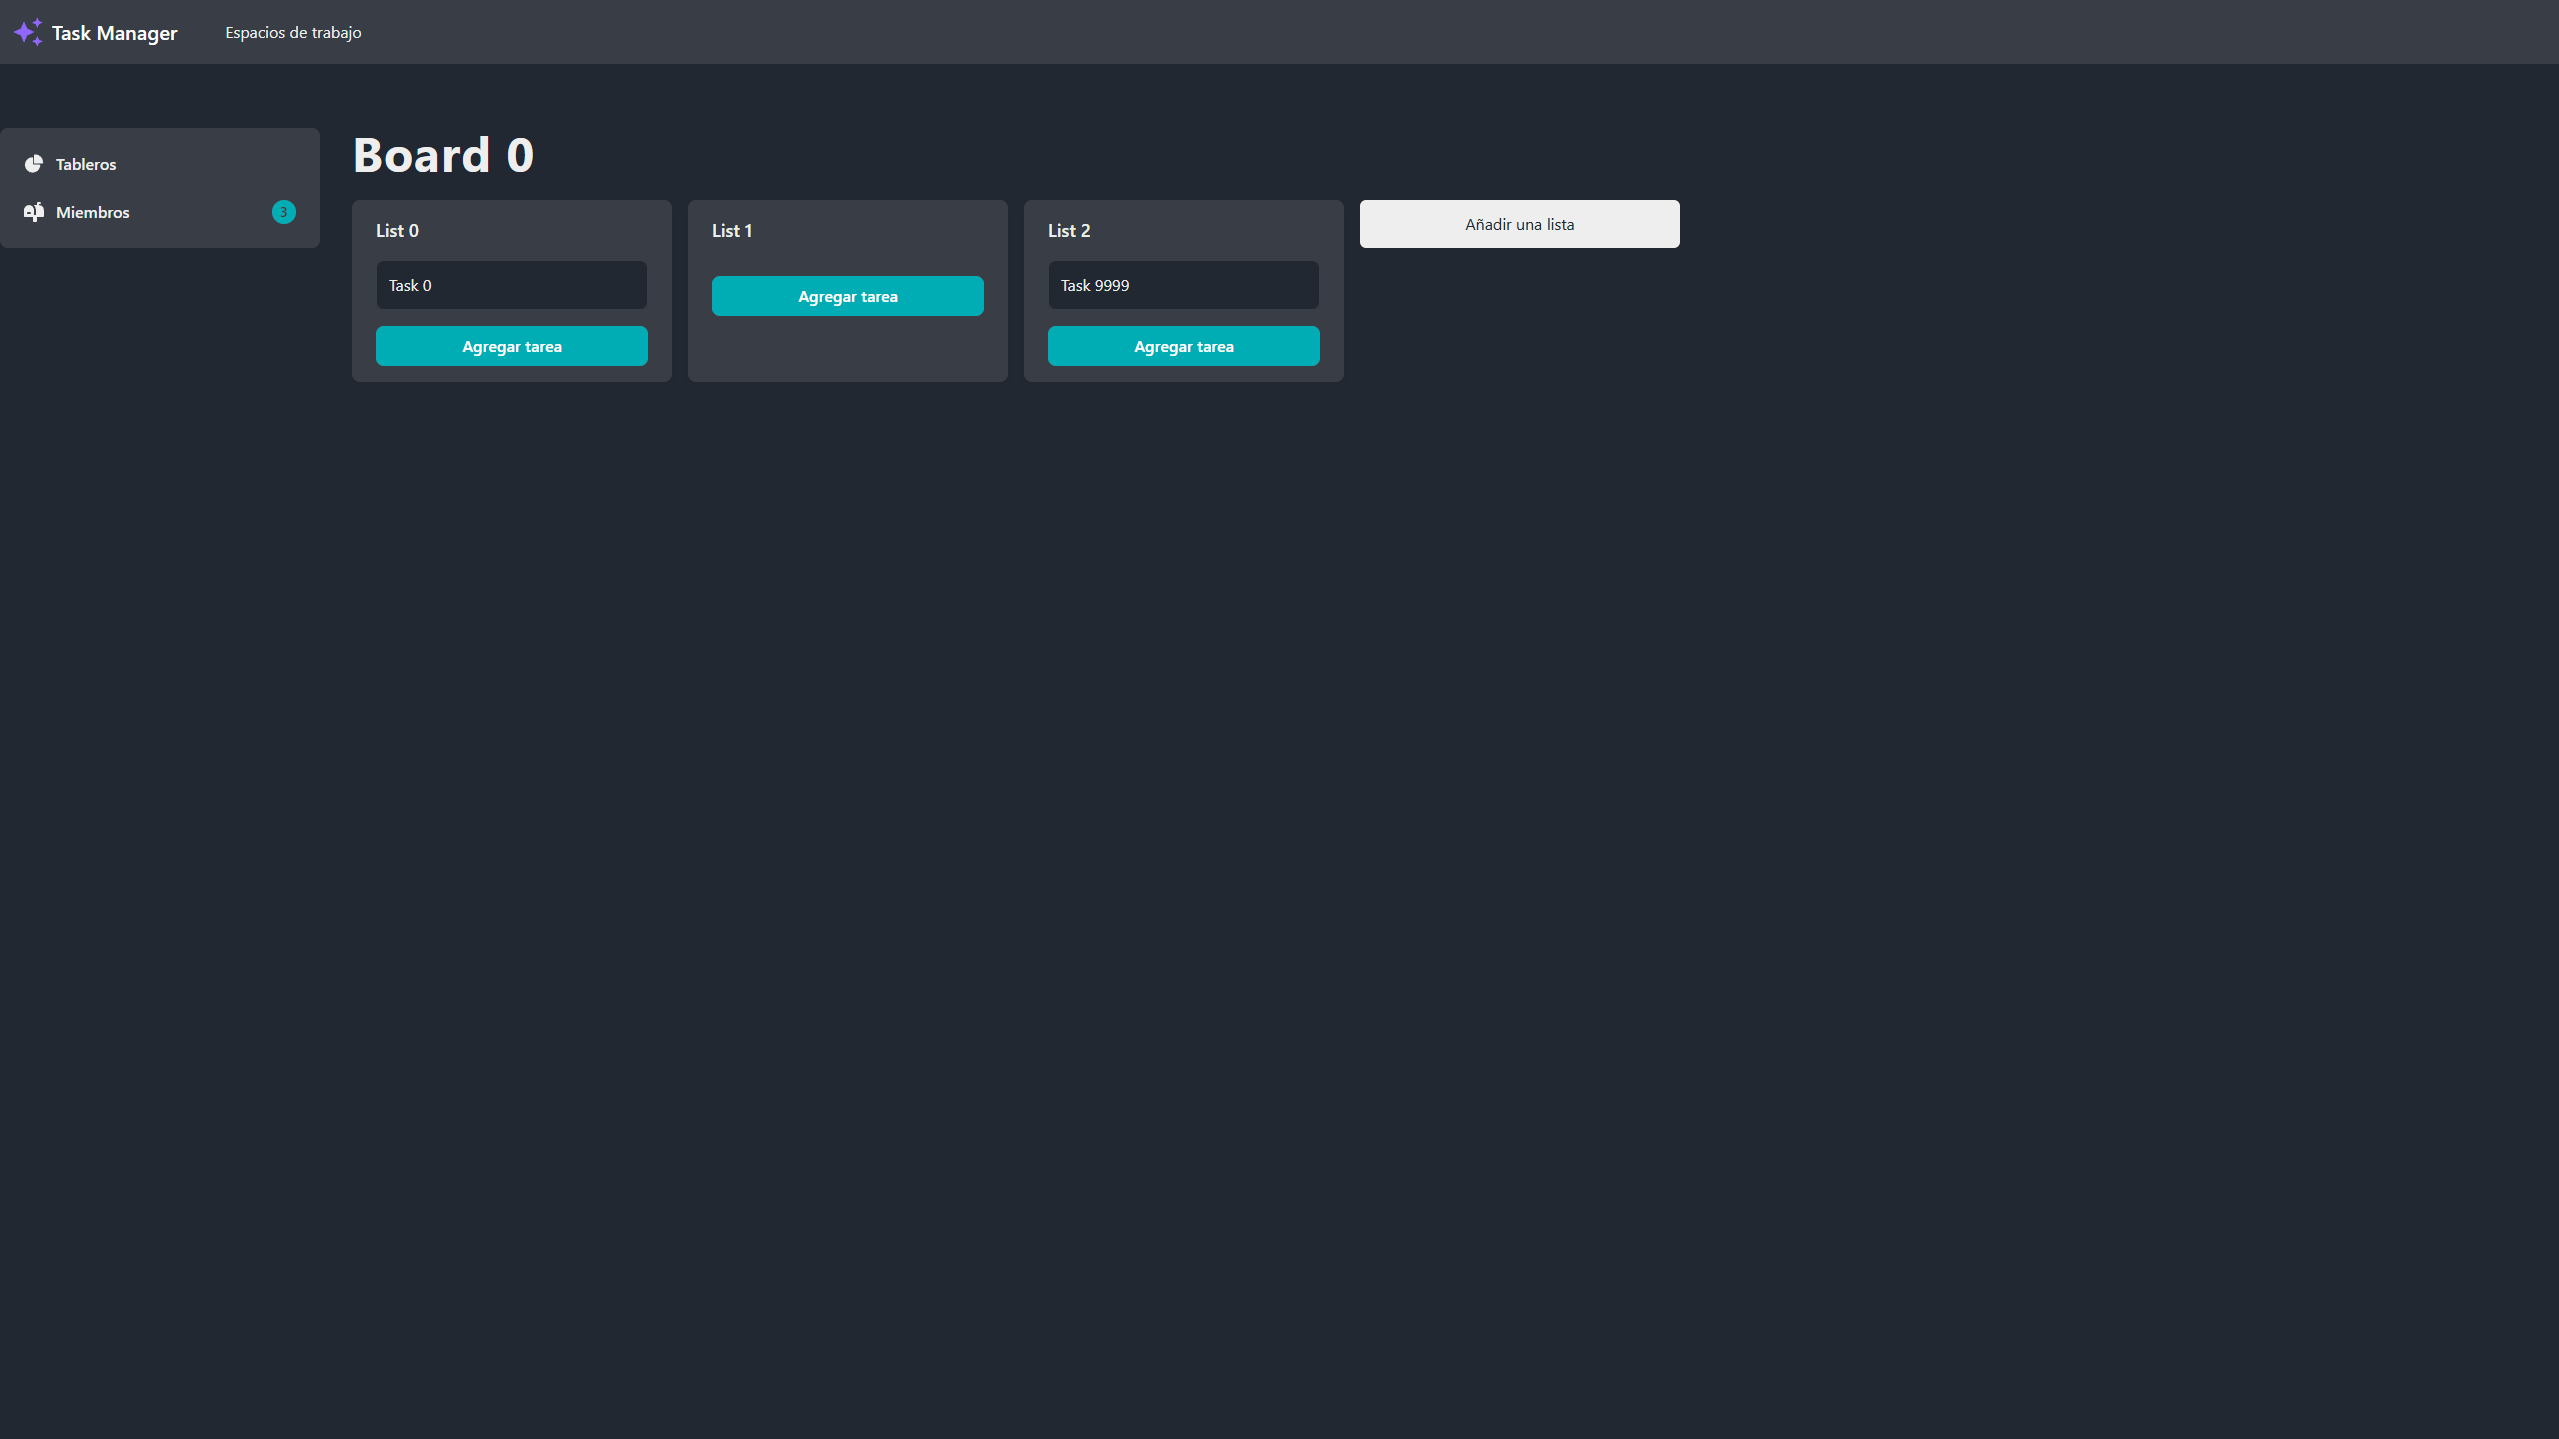 Task Manager
Espacios de trabajo
Tableros
Miembros
3
Board 0
List 0
Task 0
Agregar tarea
List 1
Agregar tarea
List 2
Task 9999
Agregar tarea
Añadir una lista